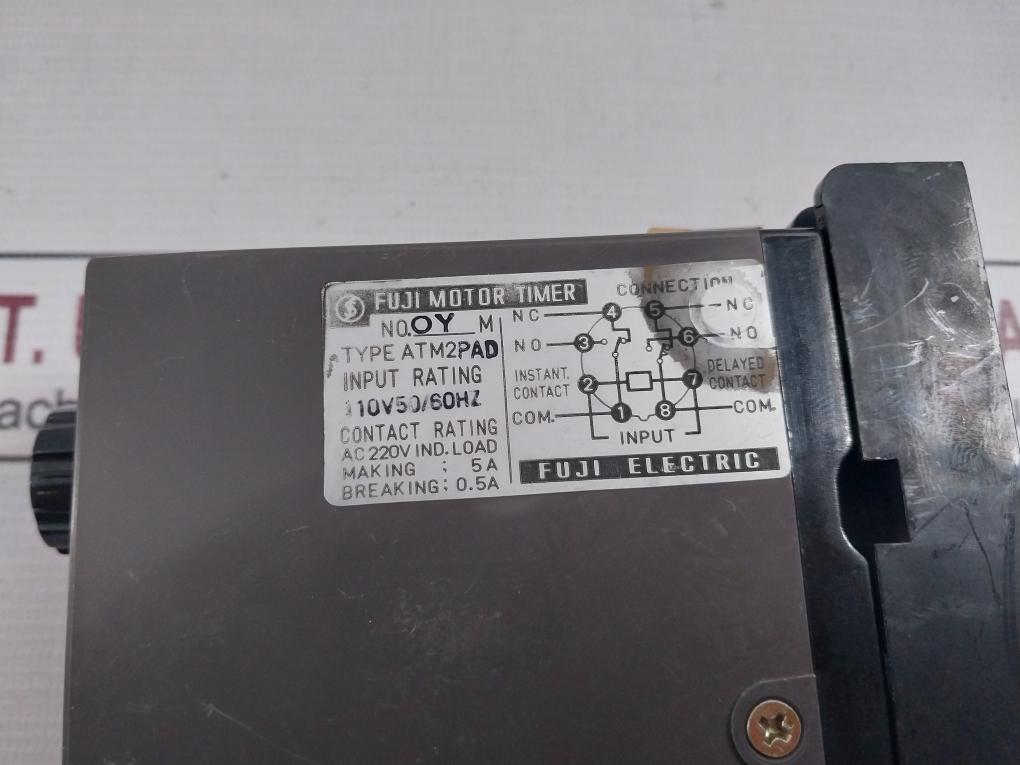 FUJI MOTOR TIMER
NO. OY M
TYPE ATM2PAD
INPUT RATING
110V50/60HZ
CONTACT RATING
AC220V IND. LOAD
MAKING : 5A
BREAKING : 0.5A
CONNECTION
NC 4 5 NC
NO 3 6 NO
INSTANT. CONTACT 2 7 DELAYED CONTACT
COM. 1 8 COM.
INPUT
FUJI ELECTRIC